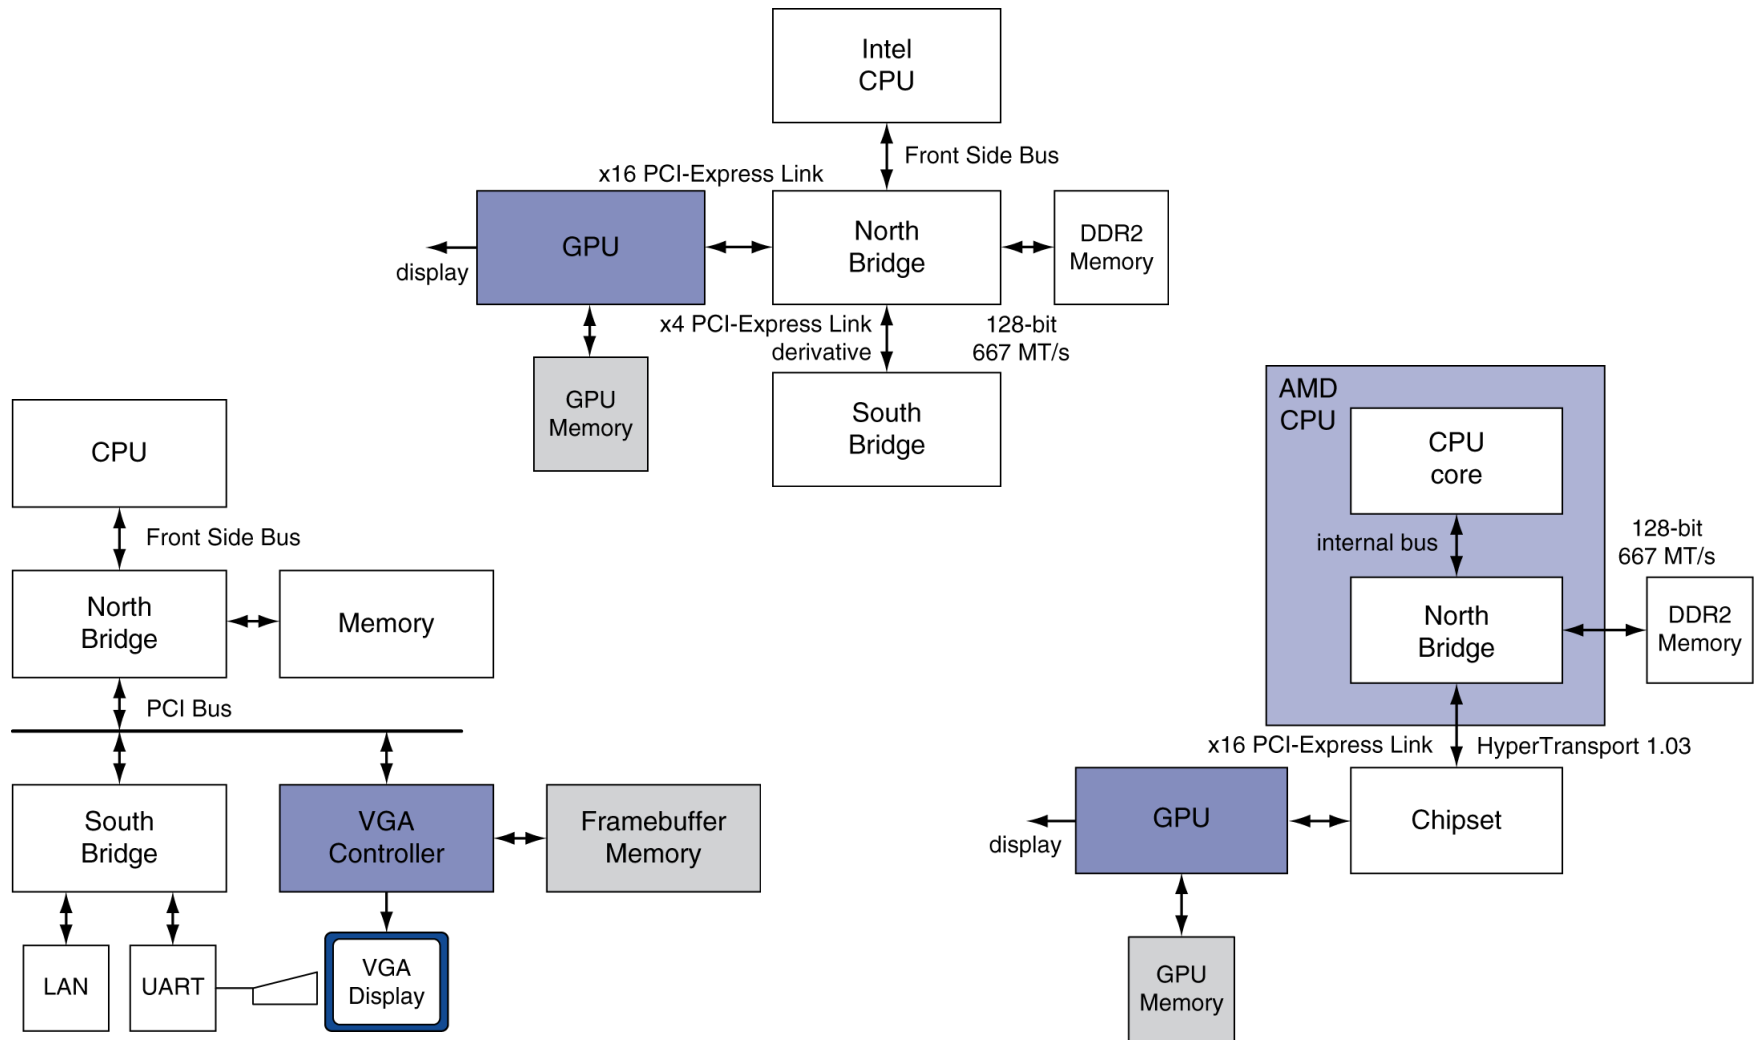 Intel
CPU
Front Side Bus
x16 PCI-Express Link
GPU
North
Bridge
DDR2
Memory
display
x4 PCI-Express Link
derivative
128-bit
667 MT/s
GPU
Memory
South
Bridge
CPU
Front Side Bus
North
Bridge
Memory
PCI Bus
South
Bridge
VGA
Controller
Framebuffer
Memory
LAN
UART
VGA
Display
AMD
CPU
CPU
core
internal bus
128-bit
667 MT/s
North
Bridge
DDR2
Memory
x16 PCI-Express Link
HyperTransport 1.03
GPU
Chipset
display
GPU
Memory